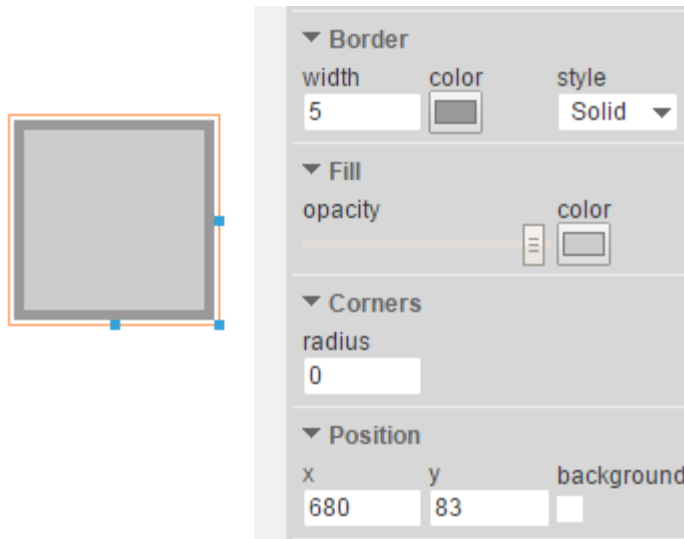 Border
width color style
5 Solid
Fill
opacity color
Corners
radius
0
Position
x y background
680 83